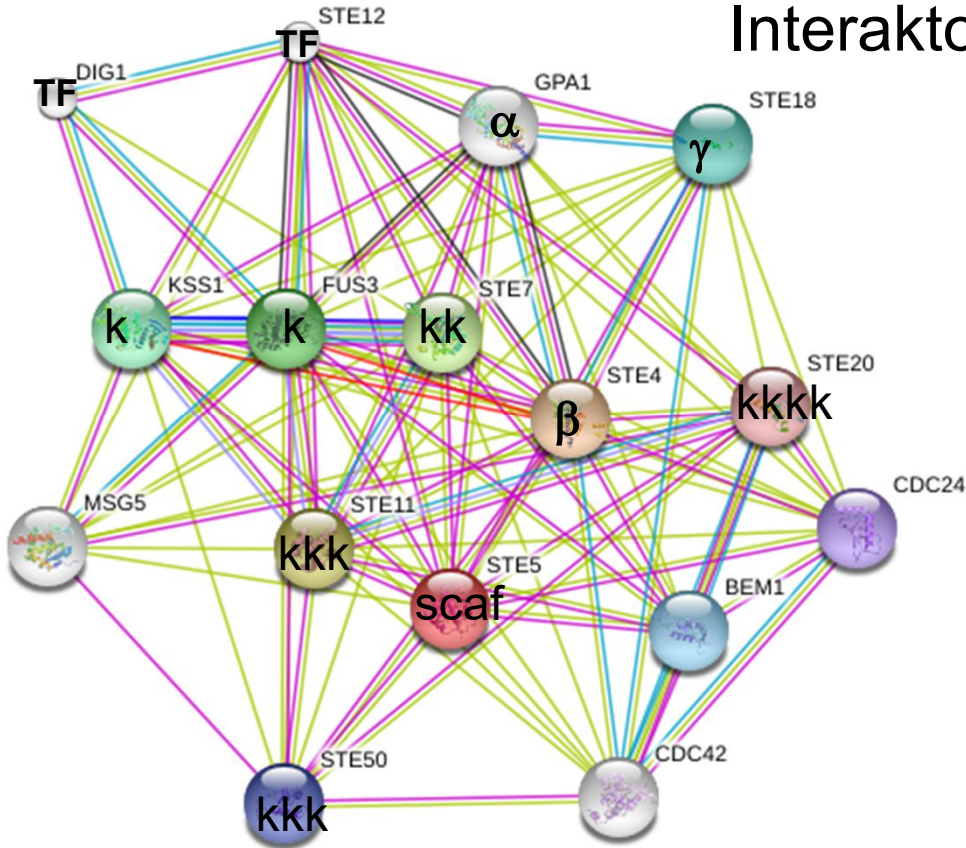 Interakto
STE12
TF
DIG1
TF
GPA1
α
STE18
γ
KSS1
k
FUS3
k
STE7
kk
STE4
β
STE20
kkkk
CDC24
MSG5
STE11
kkk
STE5
scaf
BEM1
STE50
kkk
CDC42